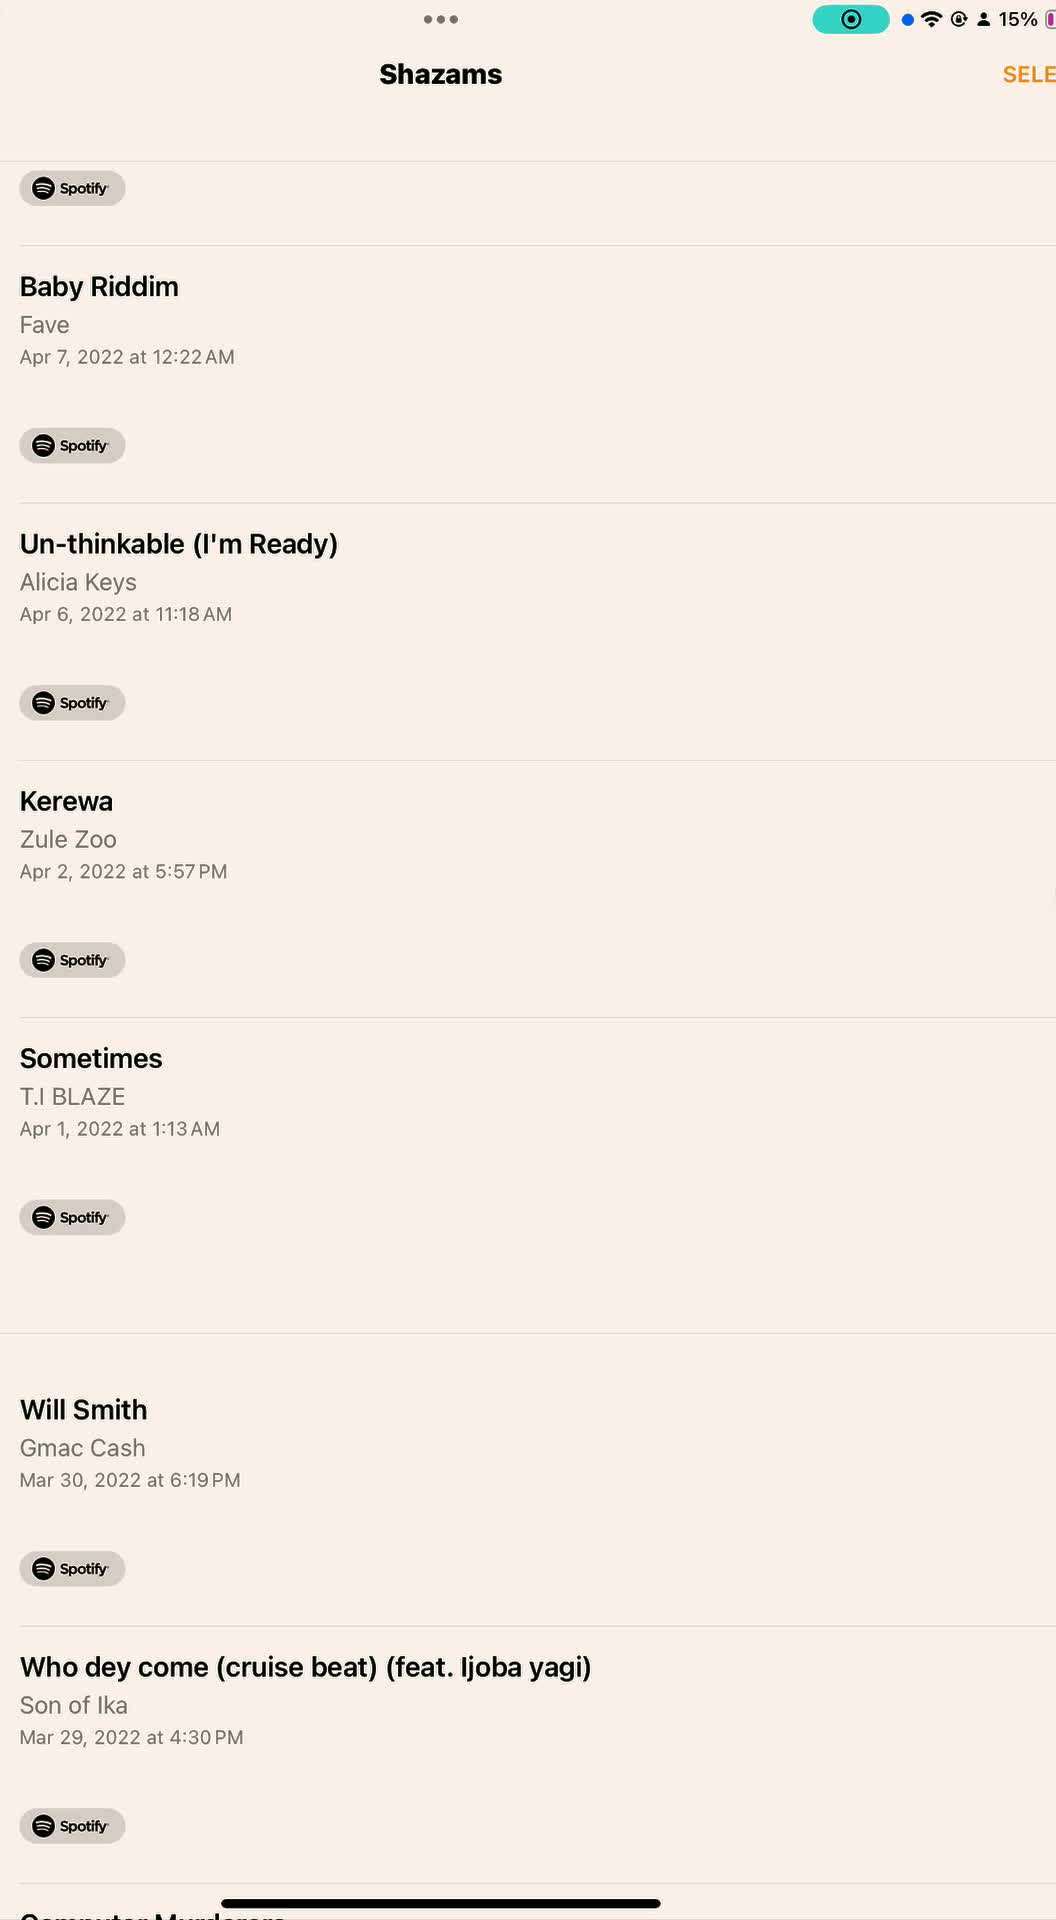 15%
Shazams
SELE
Spotify
Baby Riddim
Fave
Apr 7, 2022 at 12:22 AM
Spotify
Un-thinkable (I'm Ready)
Alicia Keys
Apr 6, 2022 at 11:18 AM
Spotify
Kerewa
Zule Zoo
Apr 2, 2022 at 5:57 PM
Spotify
Sometimes
T.I BLAZE
Apr 1, 2022 at 1:13 AM
Spotify
Will Smith
Gmac Cash
Mar 30, 2022 at 6:19 PM
Spotify
Who dey come (cruise beat) (feat. Ijoba yagi)
Son of Ika
Mar 29, 2022 at 4:30 PM
Spotify
Computer Murderers